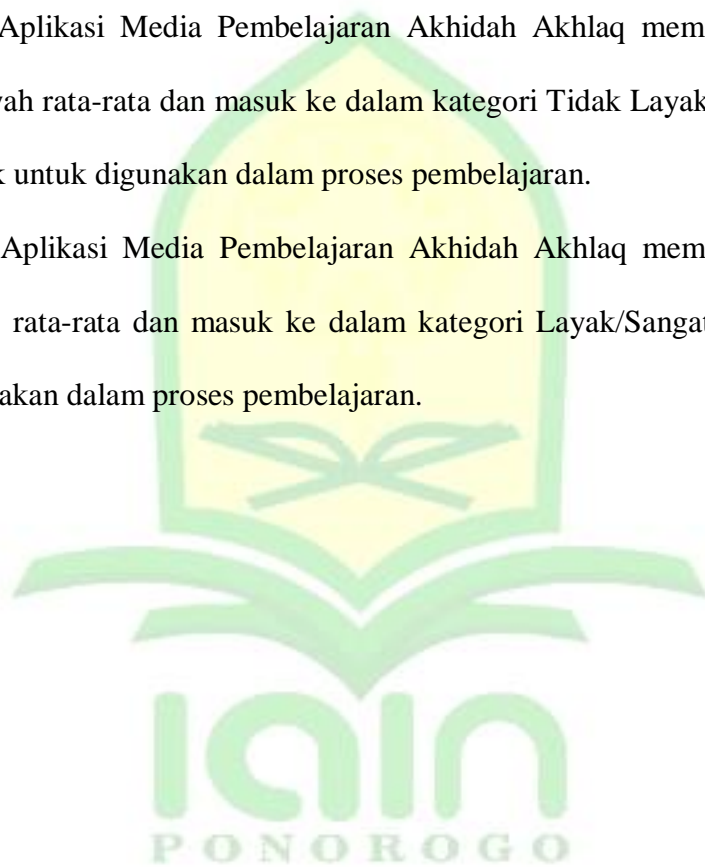 Aplikasi Media Pembelajaran Akhidah Akhlaq mem
yah rata-rata dan masuk ke dalam kategori Tidak Layak
k untuk digunakan dalam proses pembelajaran.
Aplikasi Media Pembelajaran Akhidah Akhlaq mem
rata-rata dan masuk ke dalam kategori Layak/Sangat
akan dalam proses pembelajaran.
iain
PONOROGO